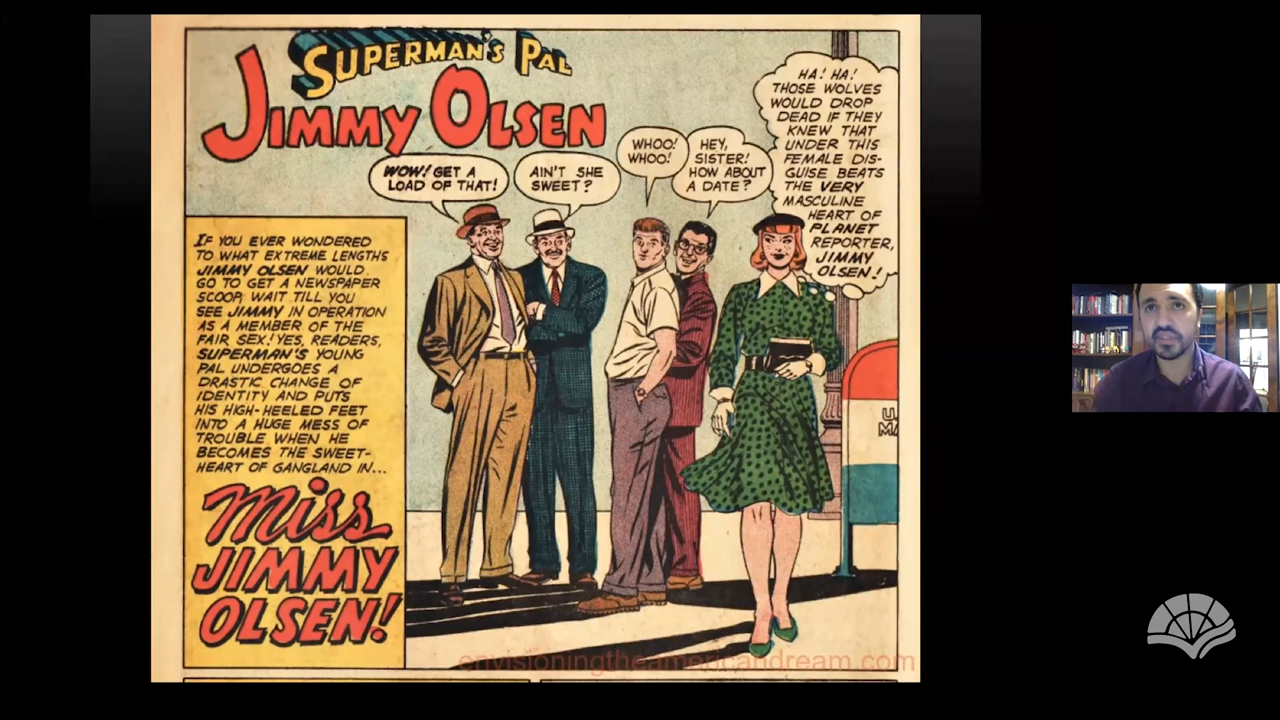 SUPERMAN'S PAL
JIMMY OLSEN
WOW! GET A
LOAD OF THAT!
AIN'T SHE
SWEET?
WHOO!
WHOO!
HEY,
SISTER!
HOW ABOUT
A DATE?
HA! HA!
THOSE WOLVES
WOULD DROP
DEAD IF THEY
KNEW THAT
UNDER THIS
FEMALE DIS-
GUISE BEATS
THE VERY
MASCULINE
HEART OF
PLANET
REPORTER,
JIMMY
OLSEN!
IF YOU EVER WONDERED
TO WHAT EXTREME LENGTHS
JIMMY OLSEN WOULD
GO TO GET A NEWSPAPER
SCOOP, WAIT TILL YOU
SEE JIMMY IN OPERATION
AS A MEMBER OF THE
FAIR SEX! YES, READERS,
SUPERMAN'S YOUNG
PAL UNDERGOES A
DRASTIC CHANGE OF
IDENTITY AND PUTS
HIS HIGH-HEELED FEET
INTO A HUGE MESS OF
TROUBLE WHEN HE
BECOMES THE SWEET-
HEART OF GANGLAND IN...
Miss
JIMMY
OLSEN!
U.
MA
envisioningtheamericandream.com